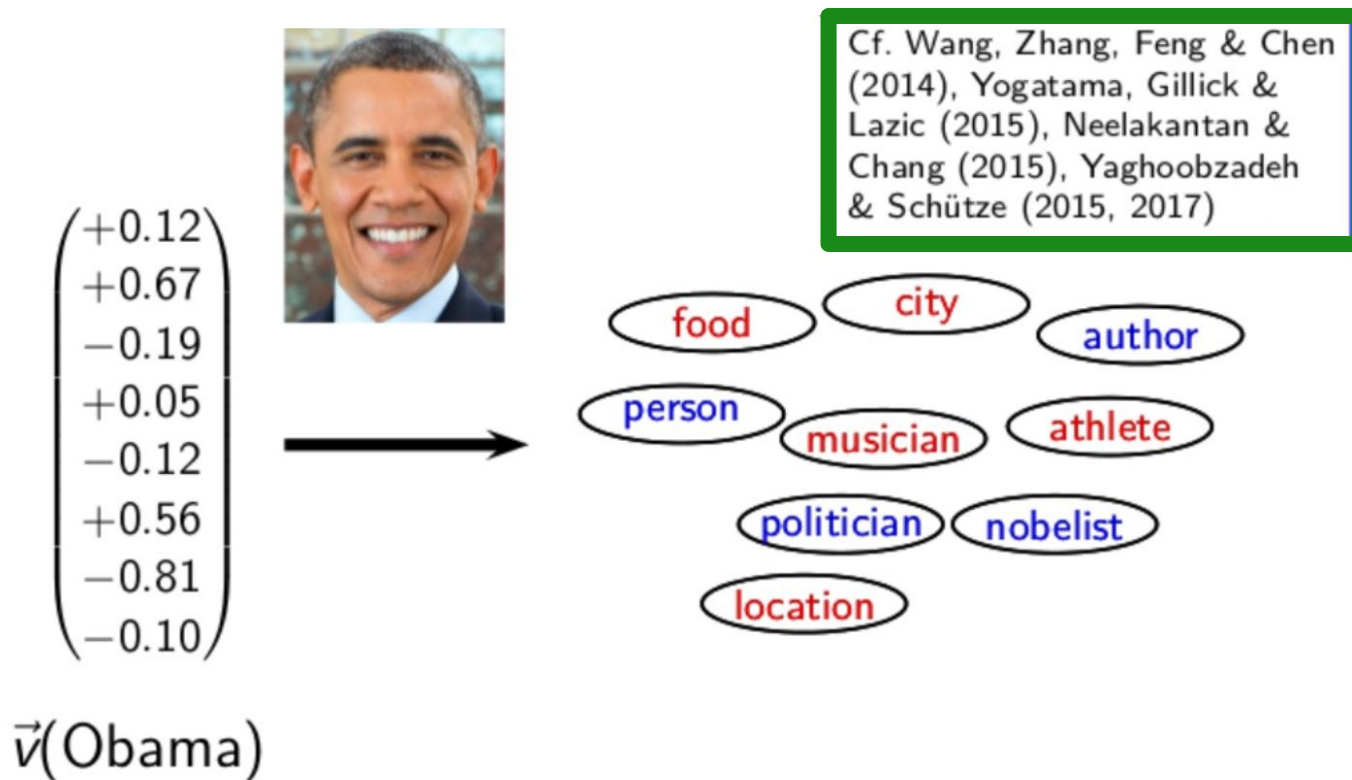 Cf. Wang, Zhang, Feng & Chen
(2014), Yogatama, Gillick &
Lazic (2015), Neelakantan &
Chang (2015), Yaghoobzadeh
& Schütze (2015, 2017)
+0.12
+0.67
−0.19
+0.05
−0.12
+0.56
−0.81
−0.10
v⃗(Obama)
food
city
author
person
musician
athlete
politician
nobelist
location